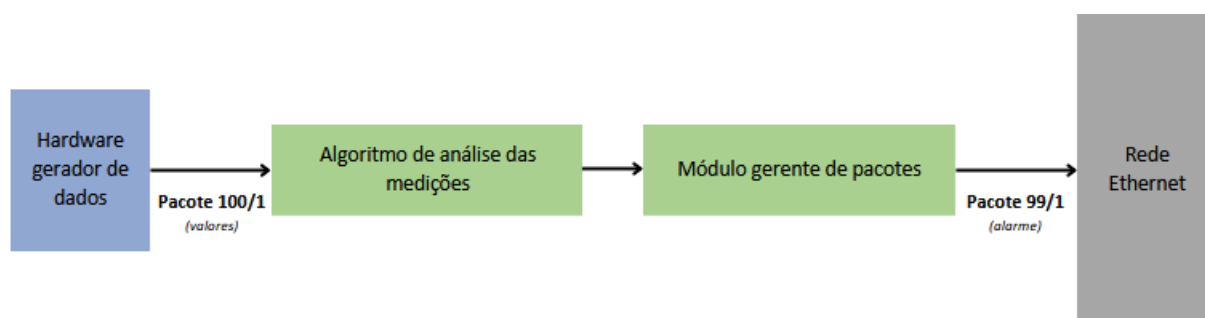 Hardware
gerador de
dados
Pacote 100/1
(valores)
Algoritmo de análise das
medições
Módulo gerente de pacotes
Pacote 99/1
(alarme)
Rede
Ethernet